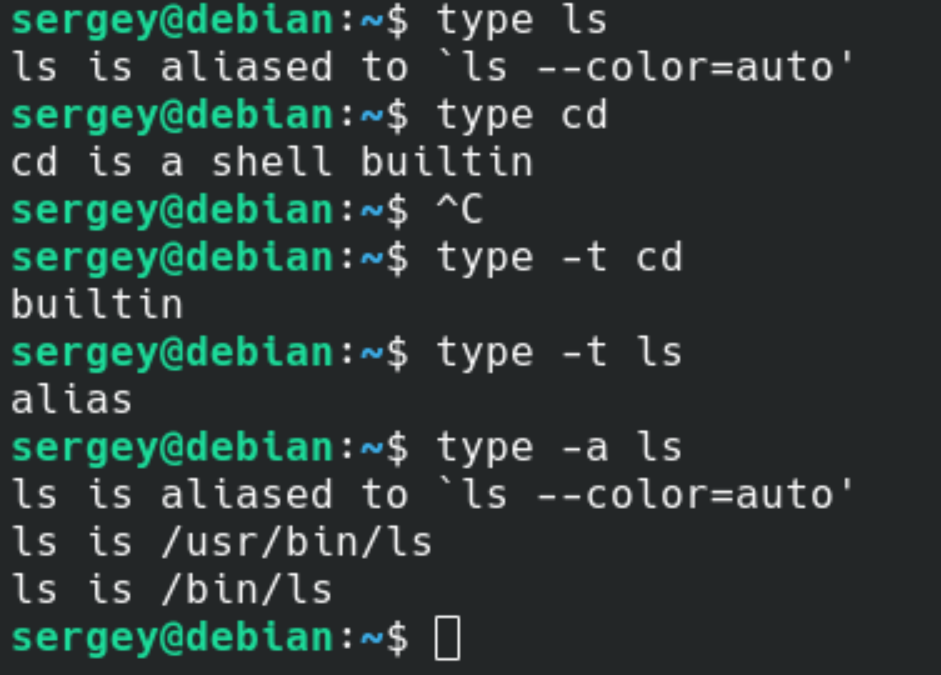 sergey@debian:~$ type ls
ls is aliased to `ls --color=auto'
sergey@debian:~$ type cd
cd is a shell builtin
sergey@debian:~$ ^C
sergey@debian:~$ type -t cd
builtin
sergey@debian:~$ type -t ls
alias
sergey@debian:~$ type -a ls
ls is aliased to `ls --color=auto'
ls is /usr/bin/ls
ls is /bin/ls
sergey@debian:~$